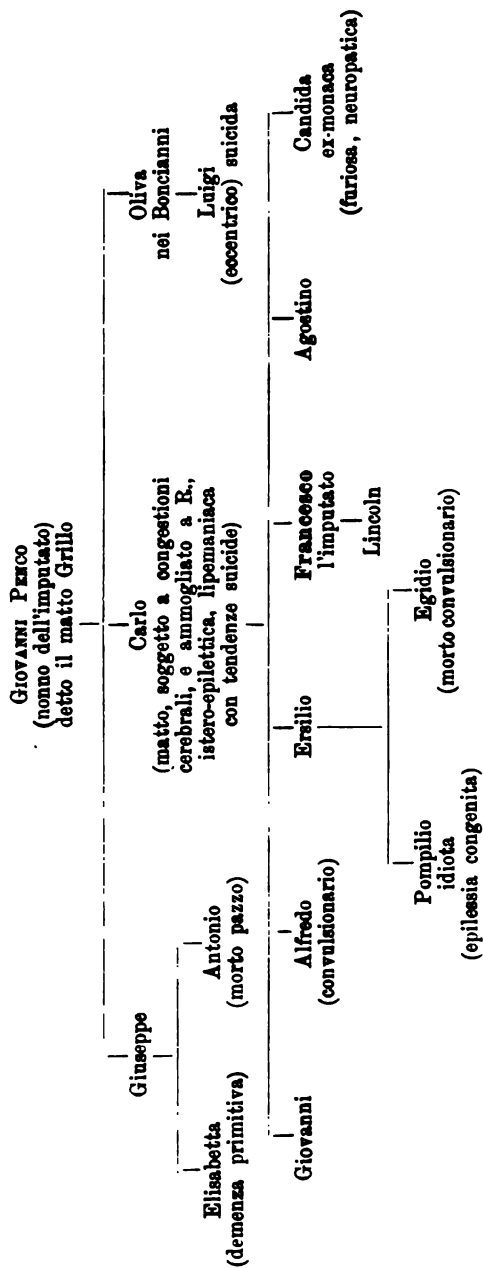 GIOVANNI PENCO
(nonno dell'imputato)
detto il matto Grillo
Giuseppe
Carlo
(matto, soggetto a congestioni
cerebrali, e ammogliato a R.,
istero-epilettica, lipemaniaca
con tendenze suicide)
Oliva
nei Boncianni
Luigi
(eccentrico) suicida
Elisabetta
(demenza primitiva)
Antonio
(morto pazzo)
Giovanni
Alfredo
(convulsionario)
Ersilio
Francesco
l'imputato
Lincoln
Agostino
Candida
ex-monaca
(furiosa, neuropatica)
Pompilio
idiota
(epilessia congenita)
Egidio
(morto convulsionario)